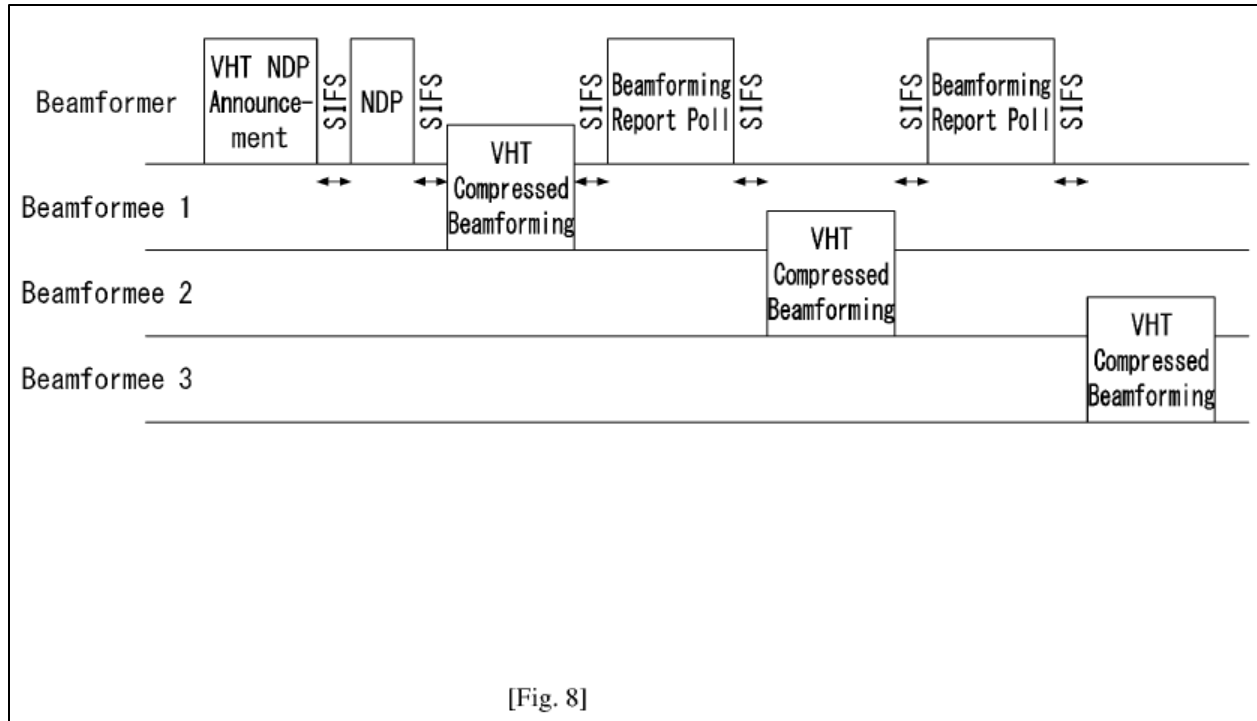 Beamformer
VHT NDP
Announce-
ment
SIFS
NDP
SIFS
VHT
Compressed
Beamforming
SIFS
Beamforming
Report Poll
SIFS
SIFS
Beamforming
Report Poll
SIFS
Beamformee 1
VHT
Compressed
Beamforming
Beamformee 2
VHT
Compressed
Beamforming
Beamformee 3
[Fig. 8]